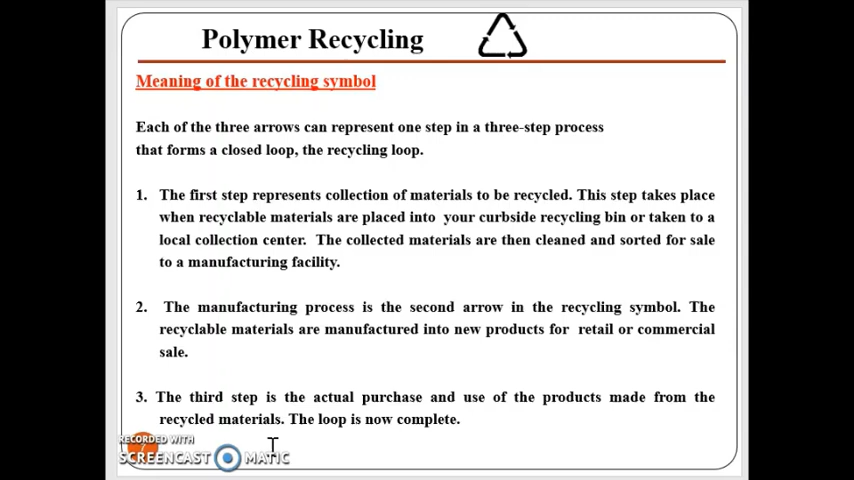 Polymer Recycling
Meaning of the recycling symbol
Each of the three arrows can represent one step in a three-step process
that forms a closed loop, the recycling loop.
1. The first step represents collection of materials to be recycled. This step takes place
when recyclable materials are placed into your curbside recycling bin or taken to a
local collection center. The collected materials are then cleaned and sorted for sale
to a manufacturing facility.
2. The manufacturing process is the second arrow in the recycling symbol. The
recyclable materials are manufactured into new products for retail or commercial
sale.
3. The third step is the actual purchase and use of the products made from the
recycled materials. The loop is now complete.
RECORDED WITH
7
SCREENCAST MATIC